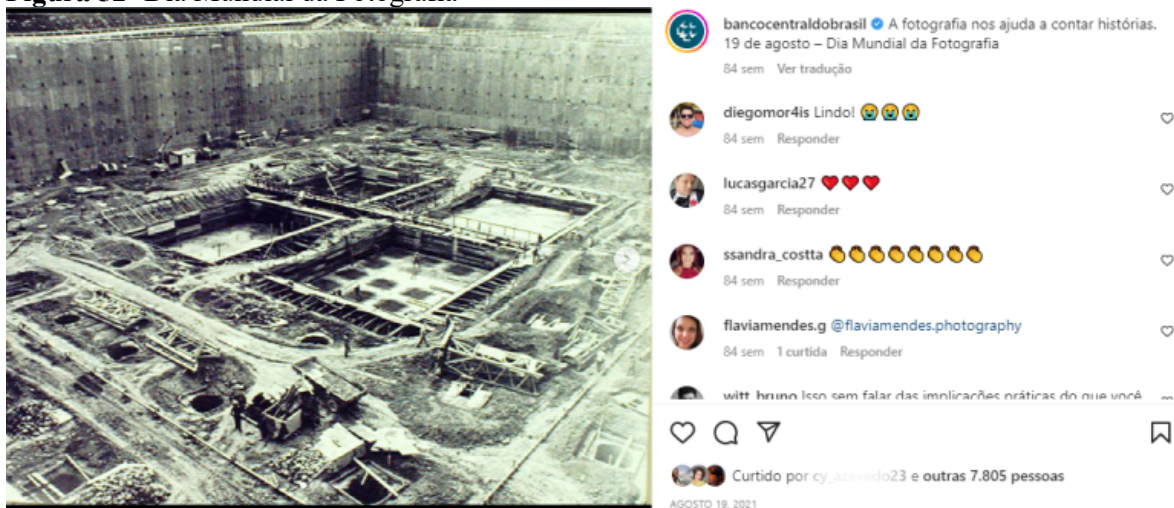 bancocentraldobrasil A fotografia nos ajuda a contar histórias.
19 de agosto – Dia Mundial da Fotografia
84 sem Ver tradução
diegomor4is Lindo! 😭😭😭
84 sem Responder
lucasgarcia27 ❤️❤️❤️
84 sem Responder
ssandra_costta 👏👏👏👏👏👏👏👏
84 sem Responder
flaviamendes.g @flaviamendes.photography
84 sem 1 curtida Responder
witt_bruno Isso sem falar das implicações práticas do que você
Curtido por e outras 7.805 pessoas
AGOSTO 19, 2021